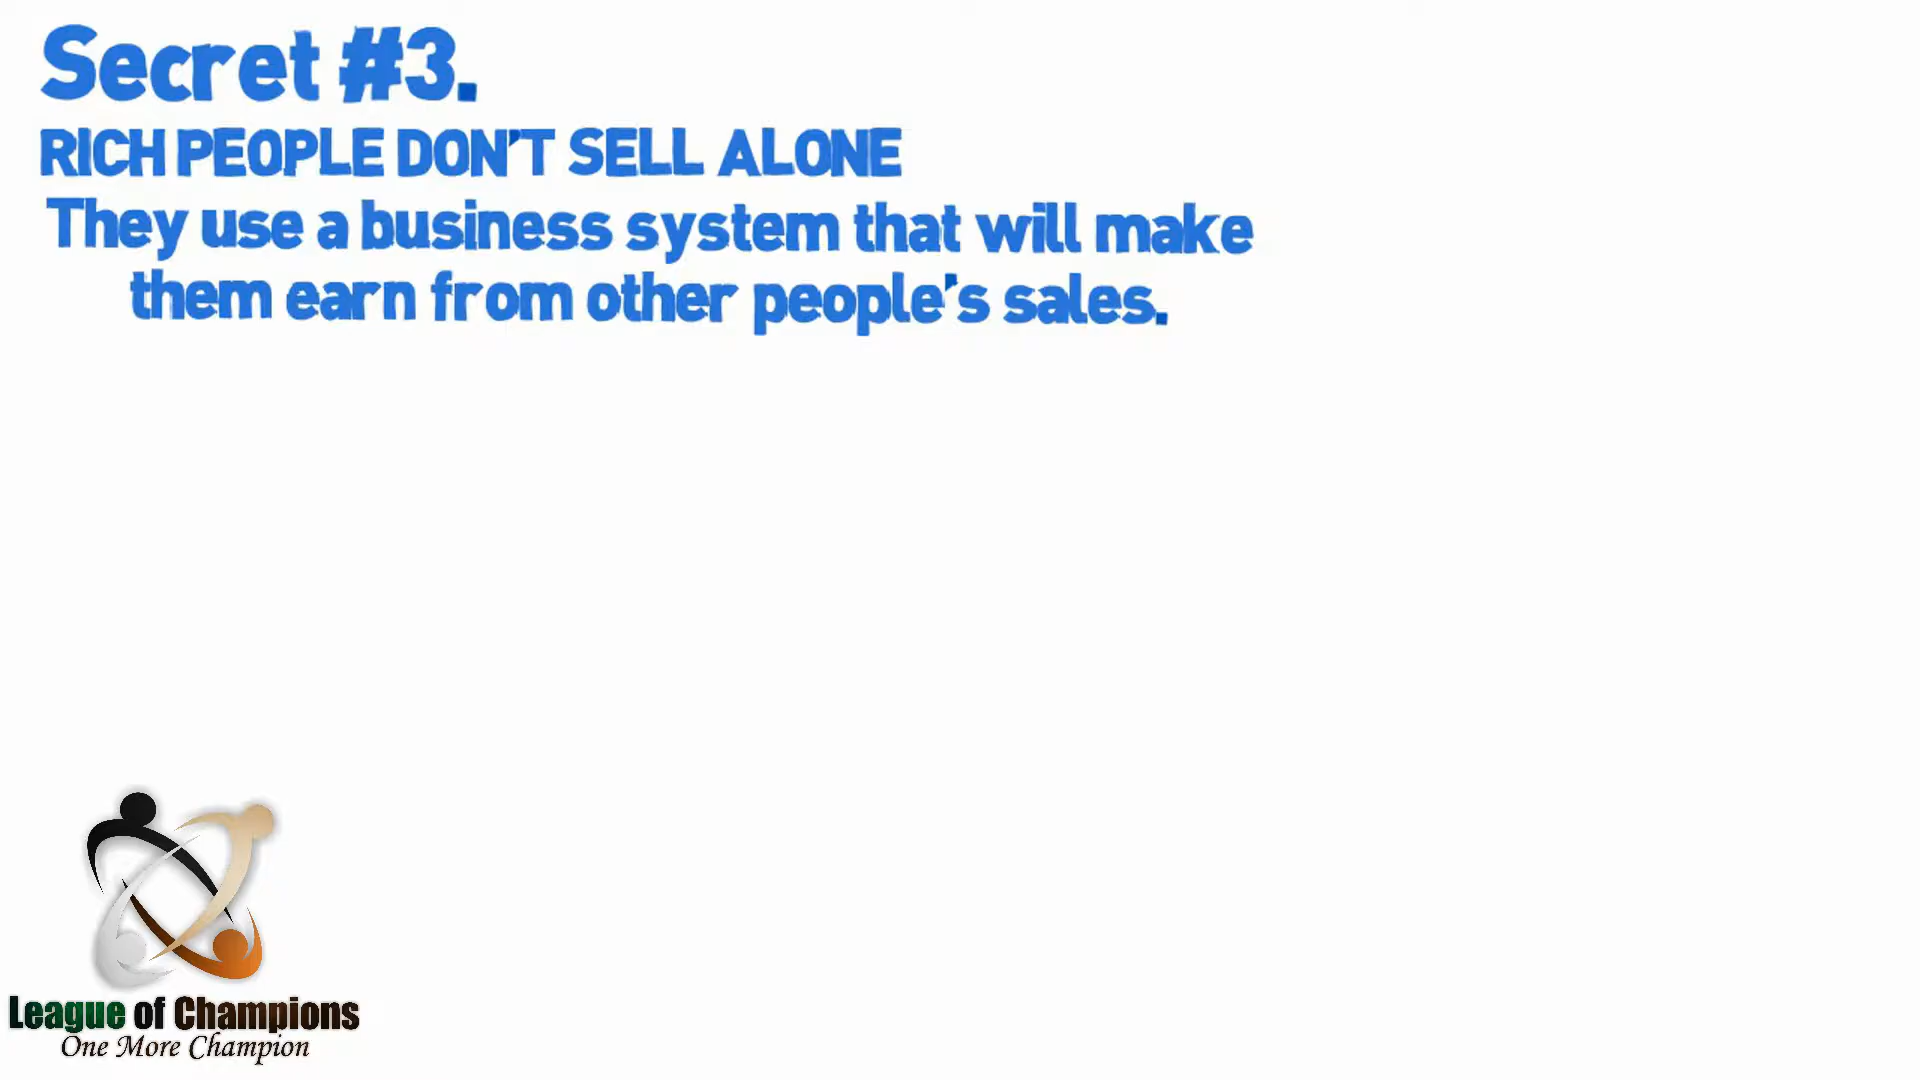 Secret #3.
RICH PEOPLE DON'T SELL ALONE
They use a business system that will make
them earn from other people's sales.
League of Champions
One More Champion